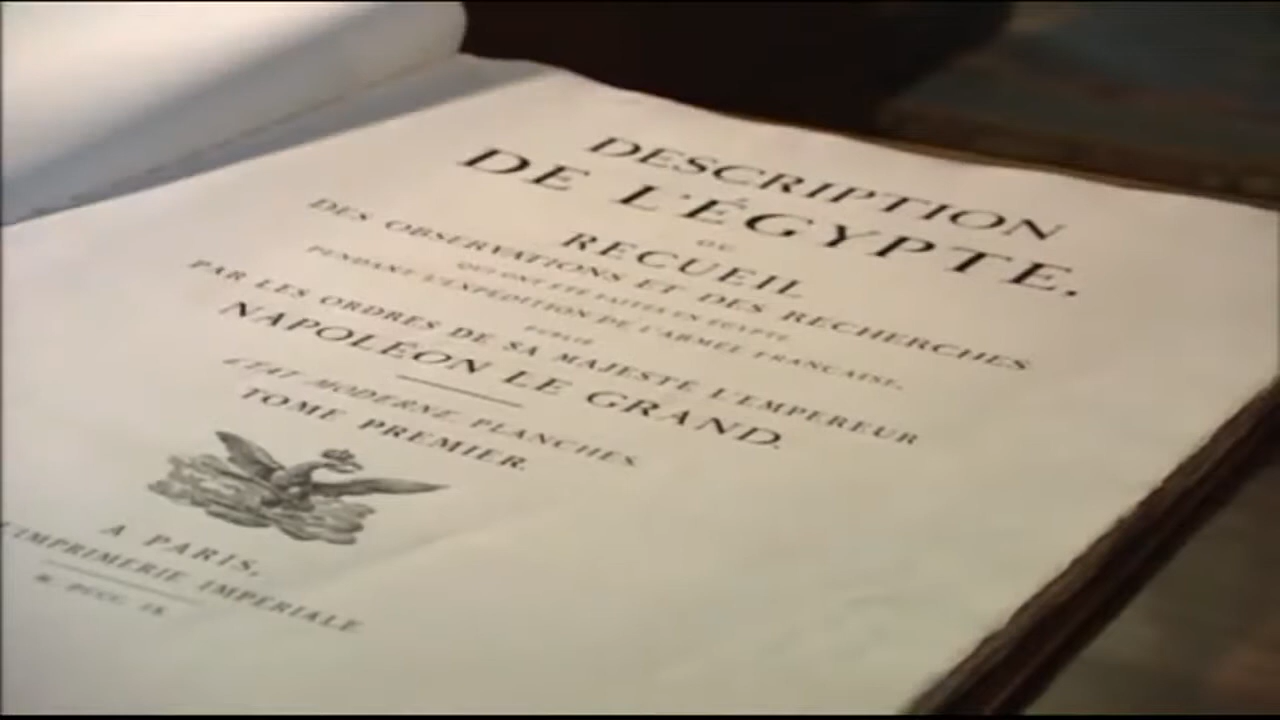 DESCRIPTION
DE L'ÉGYPTE,
OU
RECUEIL
DES OBSERVATIONS ET DES RECHERCHES
QUI ONT ÉTÉ FAITES EN ÉGYPTE
PENDANT L'EXPÉDITION DE L'ARMÉE FRANÇAISE,
PUBLIÉ
PAR LES ORDRES DE SA MAJESTÉ L'EMPEREUR
NAPOLÉON LE GRAND.
ÉTAT MODERNE, PLANCHES.
TOME PREMIER.
A PARIS,
L'IMPRIMERIE IMPÉRIALE
M. DCCC. IX.